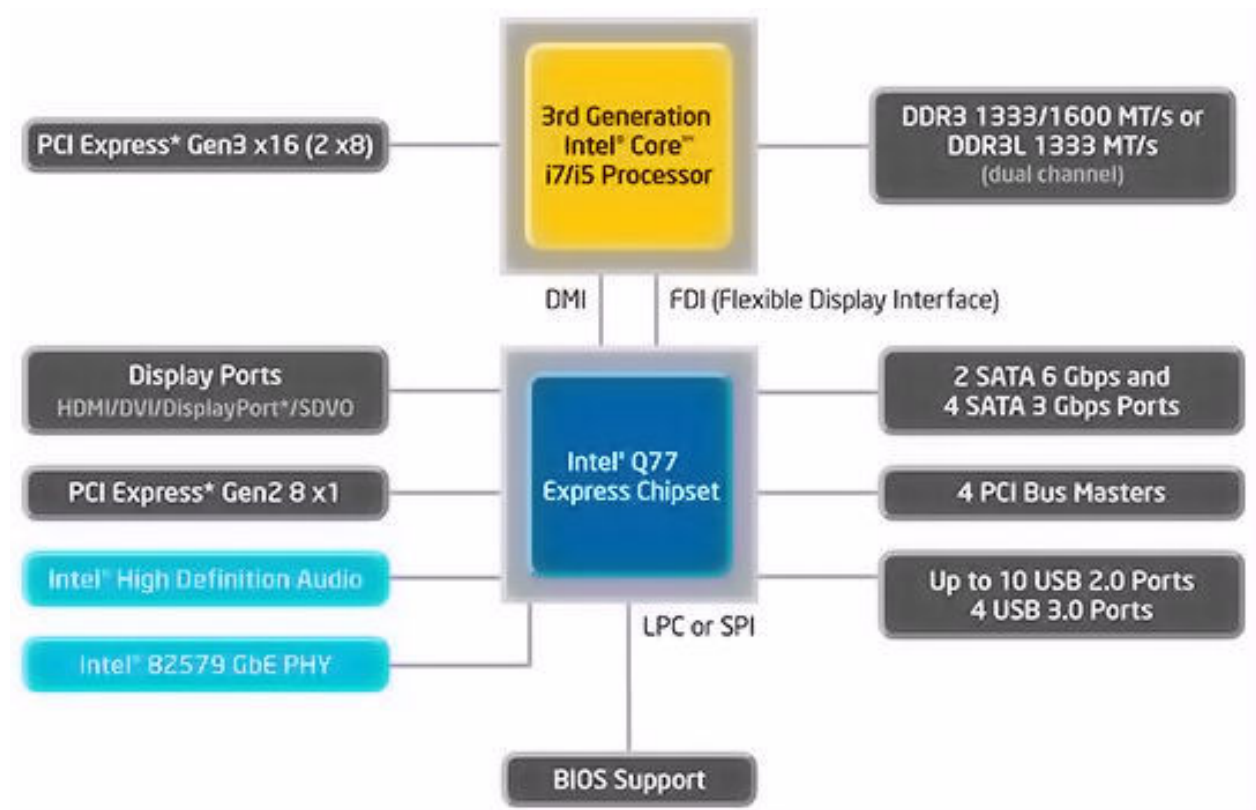 3rd Generation
Intel® Core™
i7/i5 Processor
PCI Express* Gen3 x16 (2 x8)
DDR3 1333/1600 MT/s or
DDR3L 1333 MT/s
(dual channel)
DMI
FDI (Flexible Display Interface)
Display Ports
HDMI/DVI/DisplayPort*/SDVO
2 SATA 6 Gbps and
4 SATA 3 Gbps Ports
Intel® Q77
Express Chipset
PCI Express* Gen2 8 x1
4 PCI Bus Masters
Intel® High Definition Audio
Up to 10 USB 2.0 Ports
4 USB 3.0 Ports
LPC or SPI
Intel® 82579 GbE PHY
BIOS Support